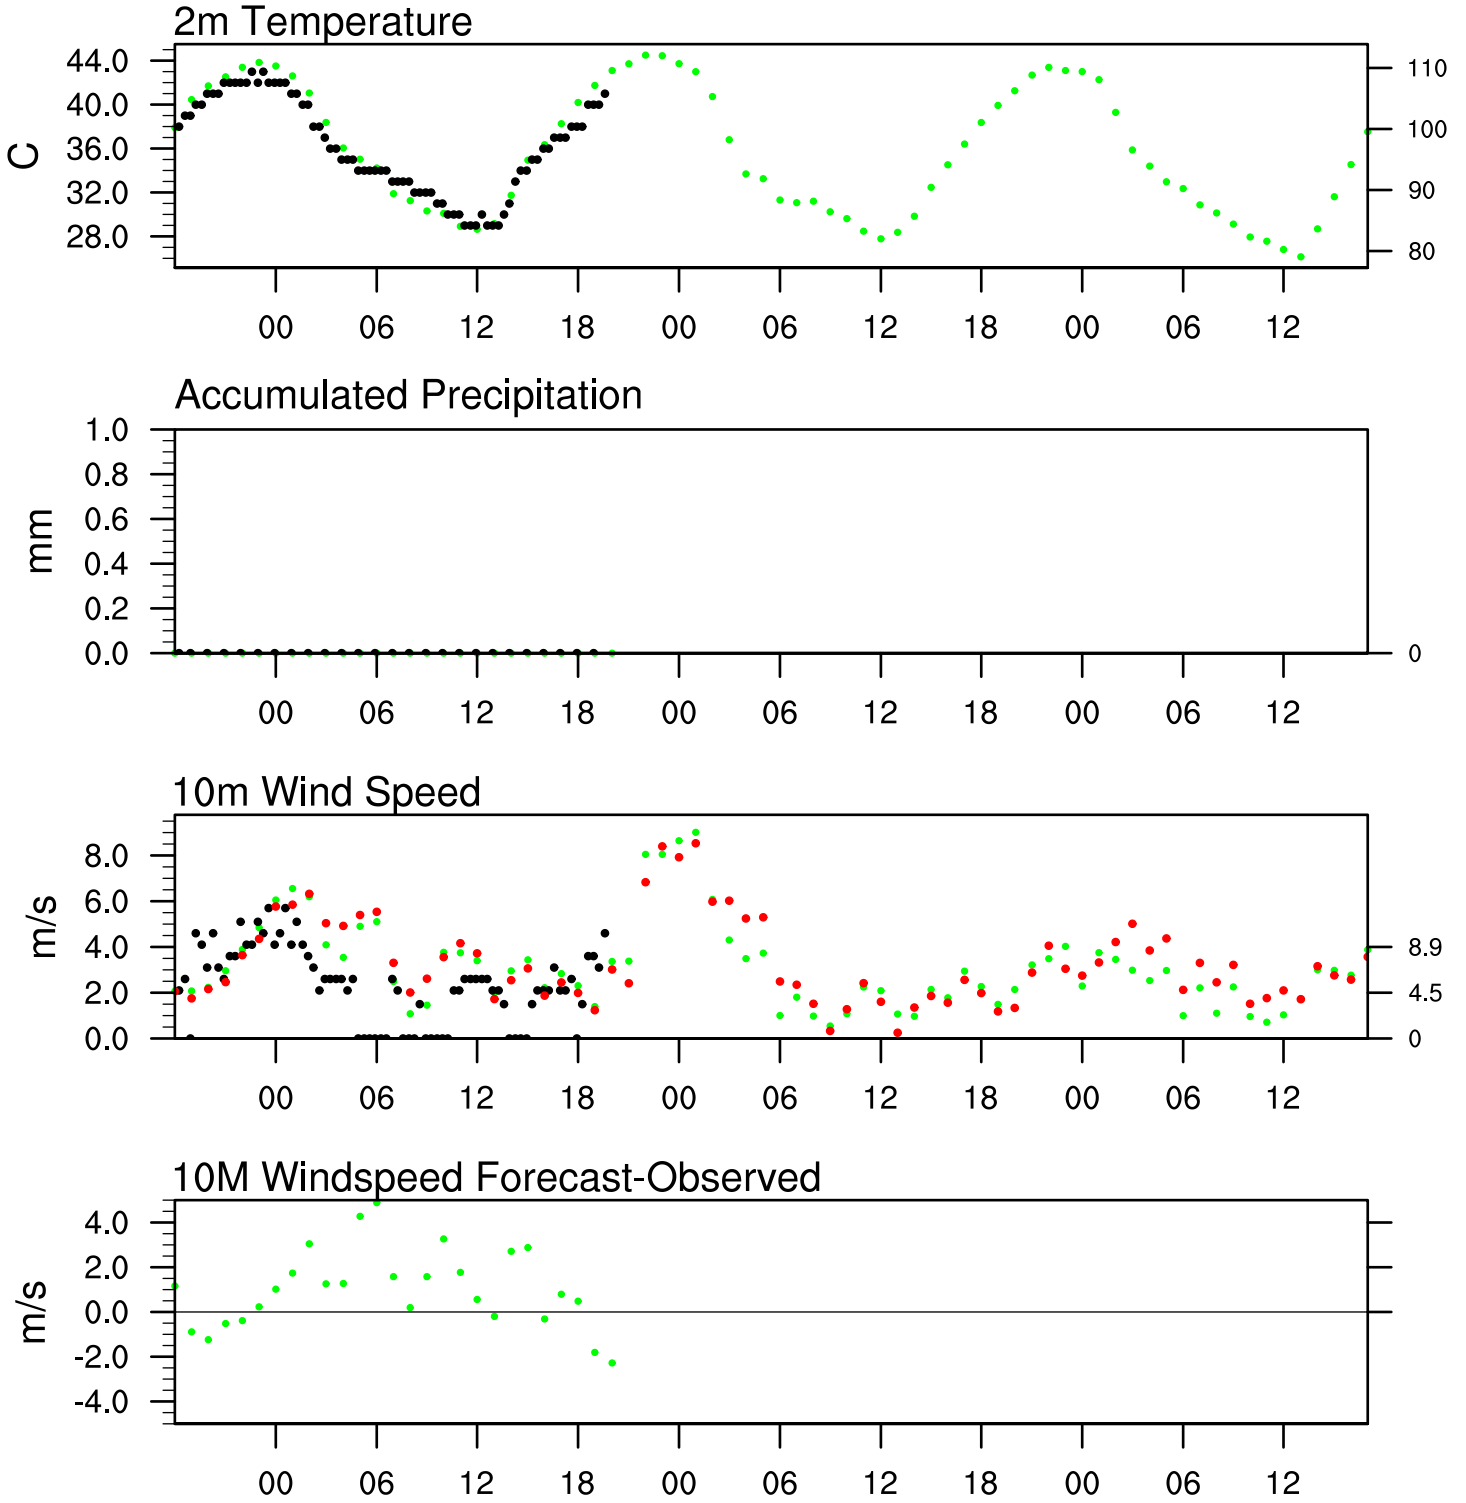 2m Temperature
44.0
40.0
36.0
32.0
28.0
C
110
100
90
80
00 06 12 18 00 06 12 18 00 06 12
Accumulated Precipitation
1.0
0.8
0.6
0.4
0.2
0.0
mm
0
00 06 12 18 00 06 12 18 00 06 12
10m Wind Speed
8.0
6.0
4.0
2.0
0.0
m/s
8.9
4.5
0
00 06 12 18 00 06 12 18 00 06 12
10M Windspeed Forecast-Observed
4.0
2.0
0.0
-2.0
-4.0
m/s
00 06 12 18 00 06 12 18 00 06 12